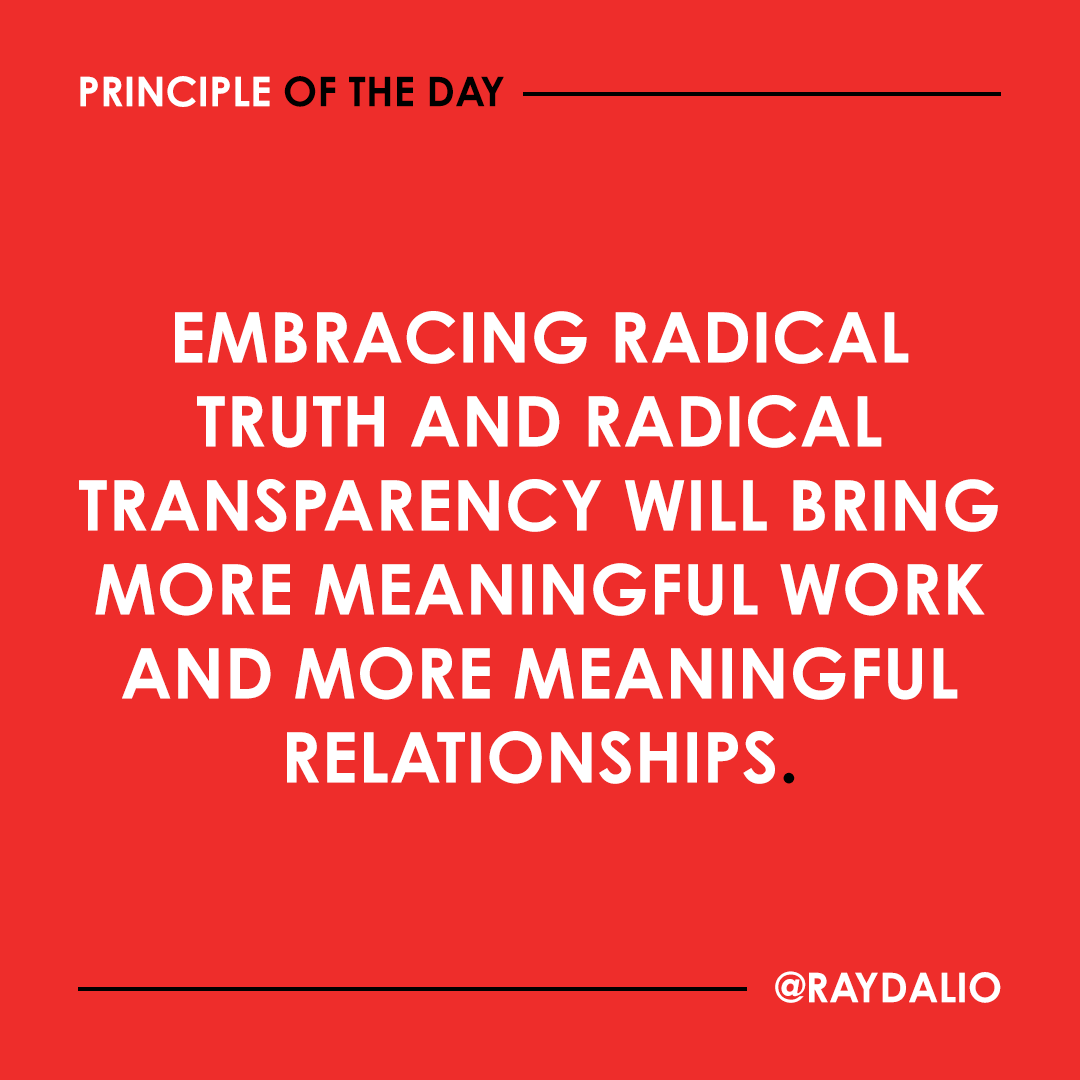 PRINCIPLE OF THE DAY
EMBRACING RADICAL
TRUTH AND RADICAL
TRANSPARENCY WILL BRING
MORE MEANINGFUL WORK
AND MORE MEANINGFUL
RELATIONSHIPS.
@RAYDALIO